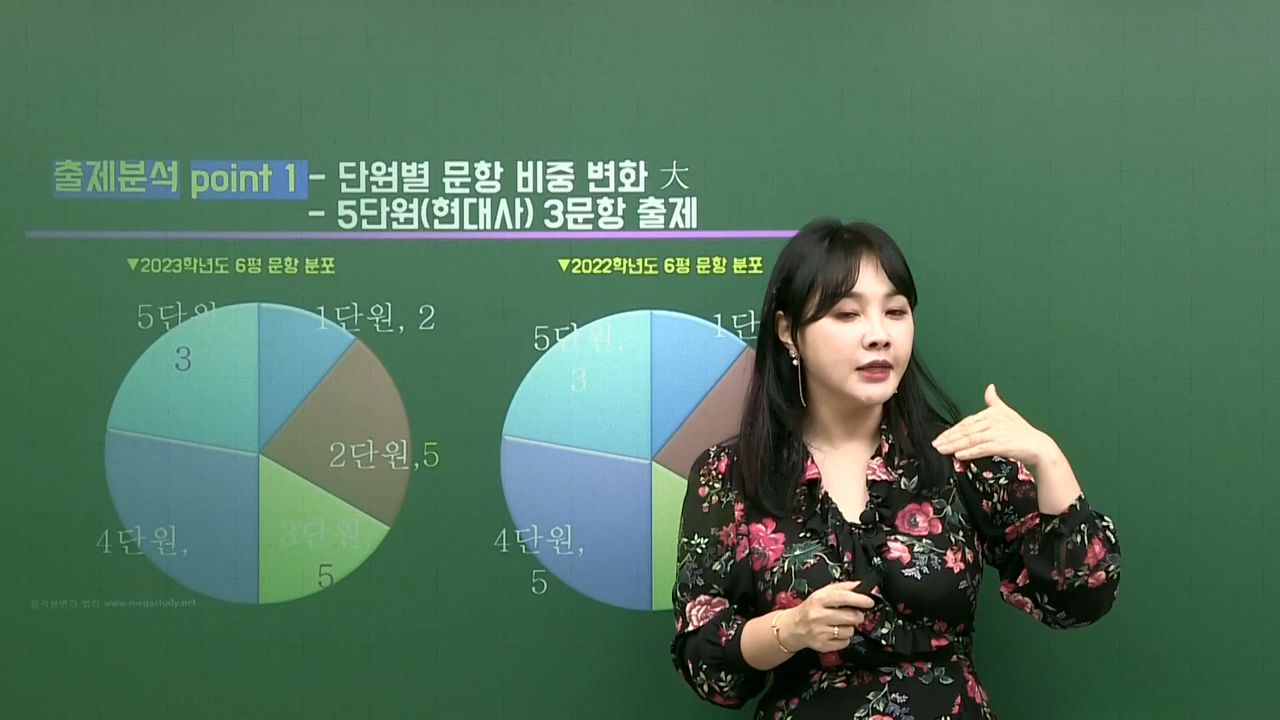 출제분석 point 1 - 단원별 문항 비중 변화 大
- 5단원(현대사) 3문항 출제
▼2023학년도 6평 문항 분포
▼2022학년도 6평 문항 분포
5단원
3
1단원, 2
2단원,5
3단원,
5
4단원,
5단원,
3
1단
4단원,
5
www.megastudy.net